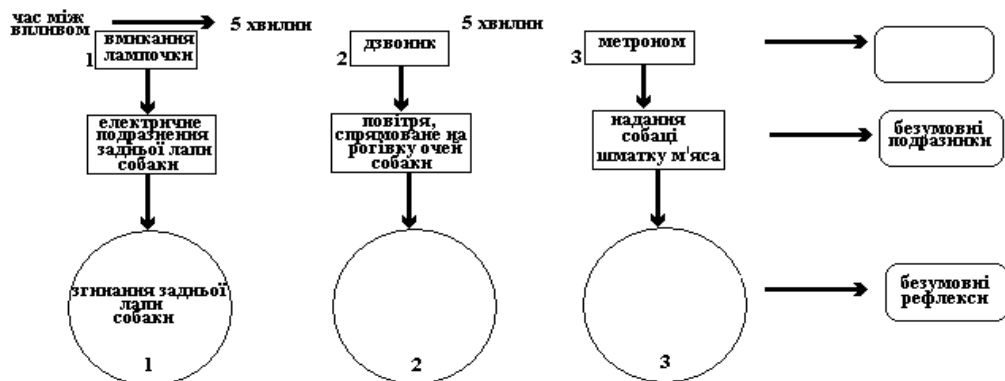 час між
впливом
5 хвилини
5 хвилини
1
вмикання
лампочки
2
дзвоник
3
метроном
електричне
подразнення
задньої лапи
собаки
повітря,
спрямоване на
рогівку очей
собаки
надання
собаці
шматку м'яса
безумовні
подразники
згинання задньої
лапи
собаки
1
2
3
безумовні
рефлекси